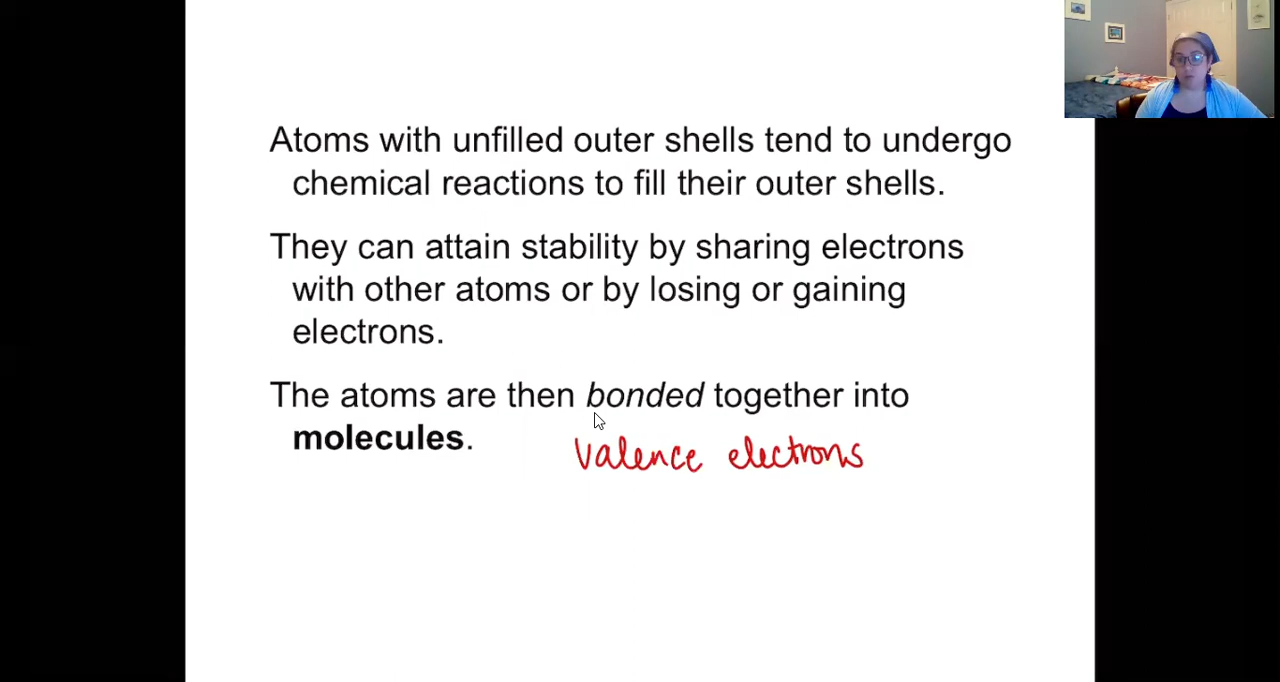 Atoms with unfilled outer shells tend to undergo
chemical reactions to fill their outer shells.
They can attain stability by sharing electrons
with other atoms or by losing or gaining
electrons.
The atoms are then bonded together into
molecules.
valence electrons